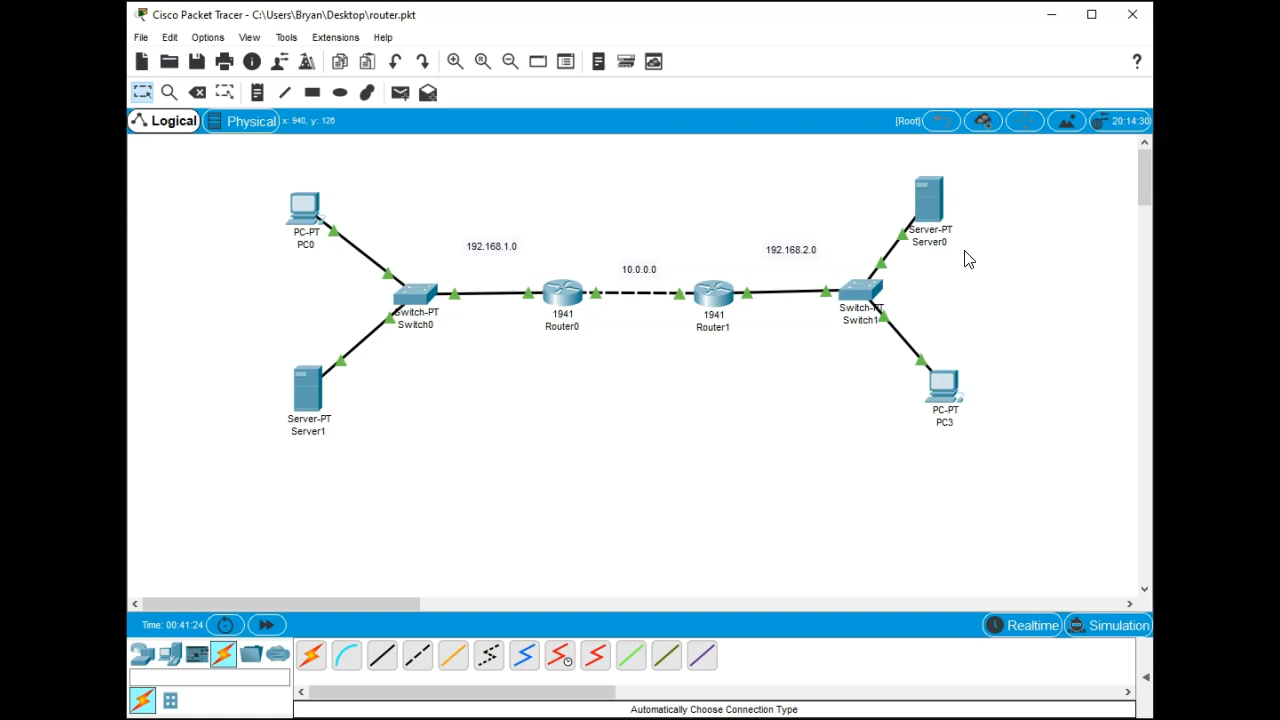 Cisco Packet Tracer - C:\Users\Bryan\Desktop\router.pkt
File Edit Options View Tools Extensions Help
Logical Physical x: 940, y: 126 [Root] 20:14:30
PC-PT
PC0
Server-PT
Server0
192.168.1.0
192.168.2.0
10.0.0.0
Switch-PT
Switch0
1941
Router0
1941
Router1
Switch-PT
Switch1
Server-PT
Server1
PC-PT
PC3
Time: 00:41:24 Realtime Simulation
Automatically Choose Connection Type